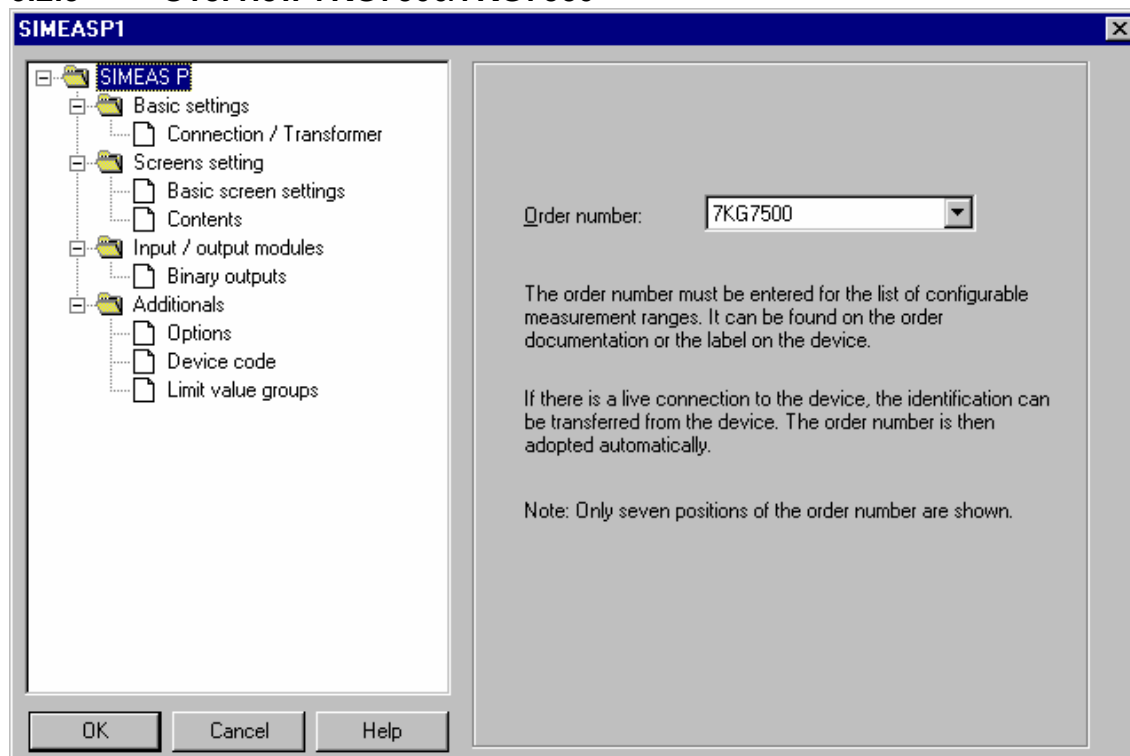 SIMEASP1
SIMEAS P
Basic settings
Connection / Transformer
Screens setting
Basic screen settings
Contents
Input / output modules
Binary outputs
Additionals
Options
Device code
Limit value groups
OK Cancel Help
Order number: 7KG7500
The order number must be entered for the list of configurable
measurement ranges. It can be found on the order
documentation or the label on the device.
If there is a live connection to the device, the identification can
be transferred from the device. The order number is then
adopted automatically.
Note: Only seven positions of the order number are shown.